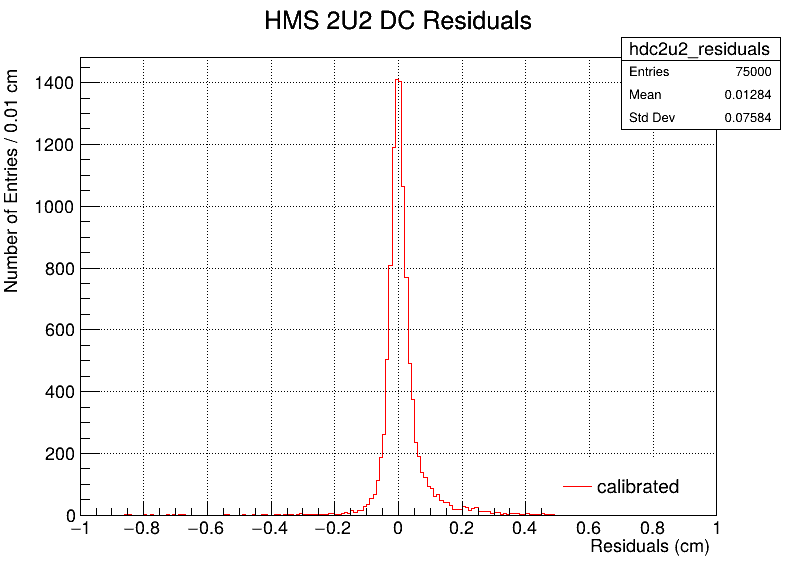 HMS 2U2 DC Residuals
hdc2u2_residuals
Entries 75000
Mean 0.01284
Std Dev 0.07584
Number of Entries / 0.01 cm
1400
1200
1000
800
600
400
200
0
calibrated
−1 −0.8 −0.6 −0.4 −0.2 0 0.2 0.4 0.6 0.8 1
Residuals (cm)